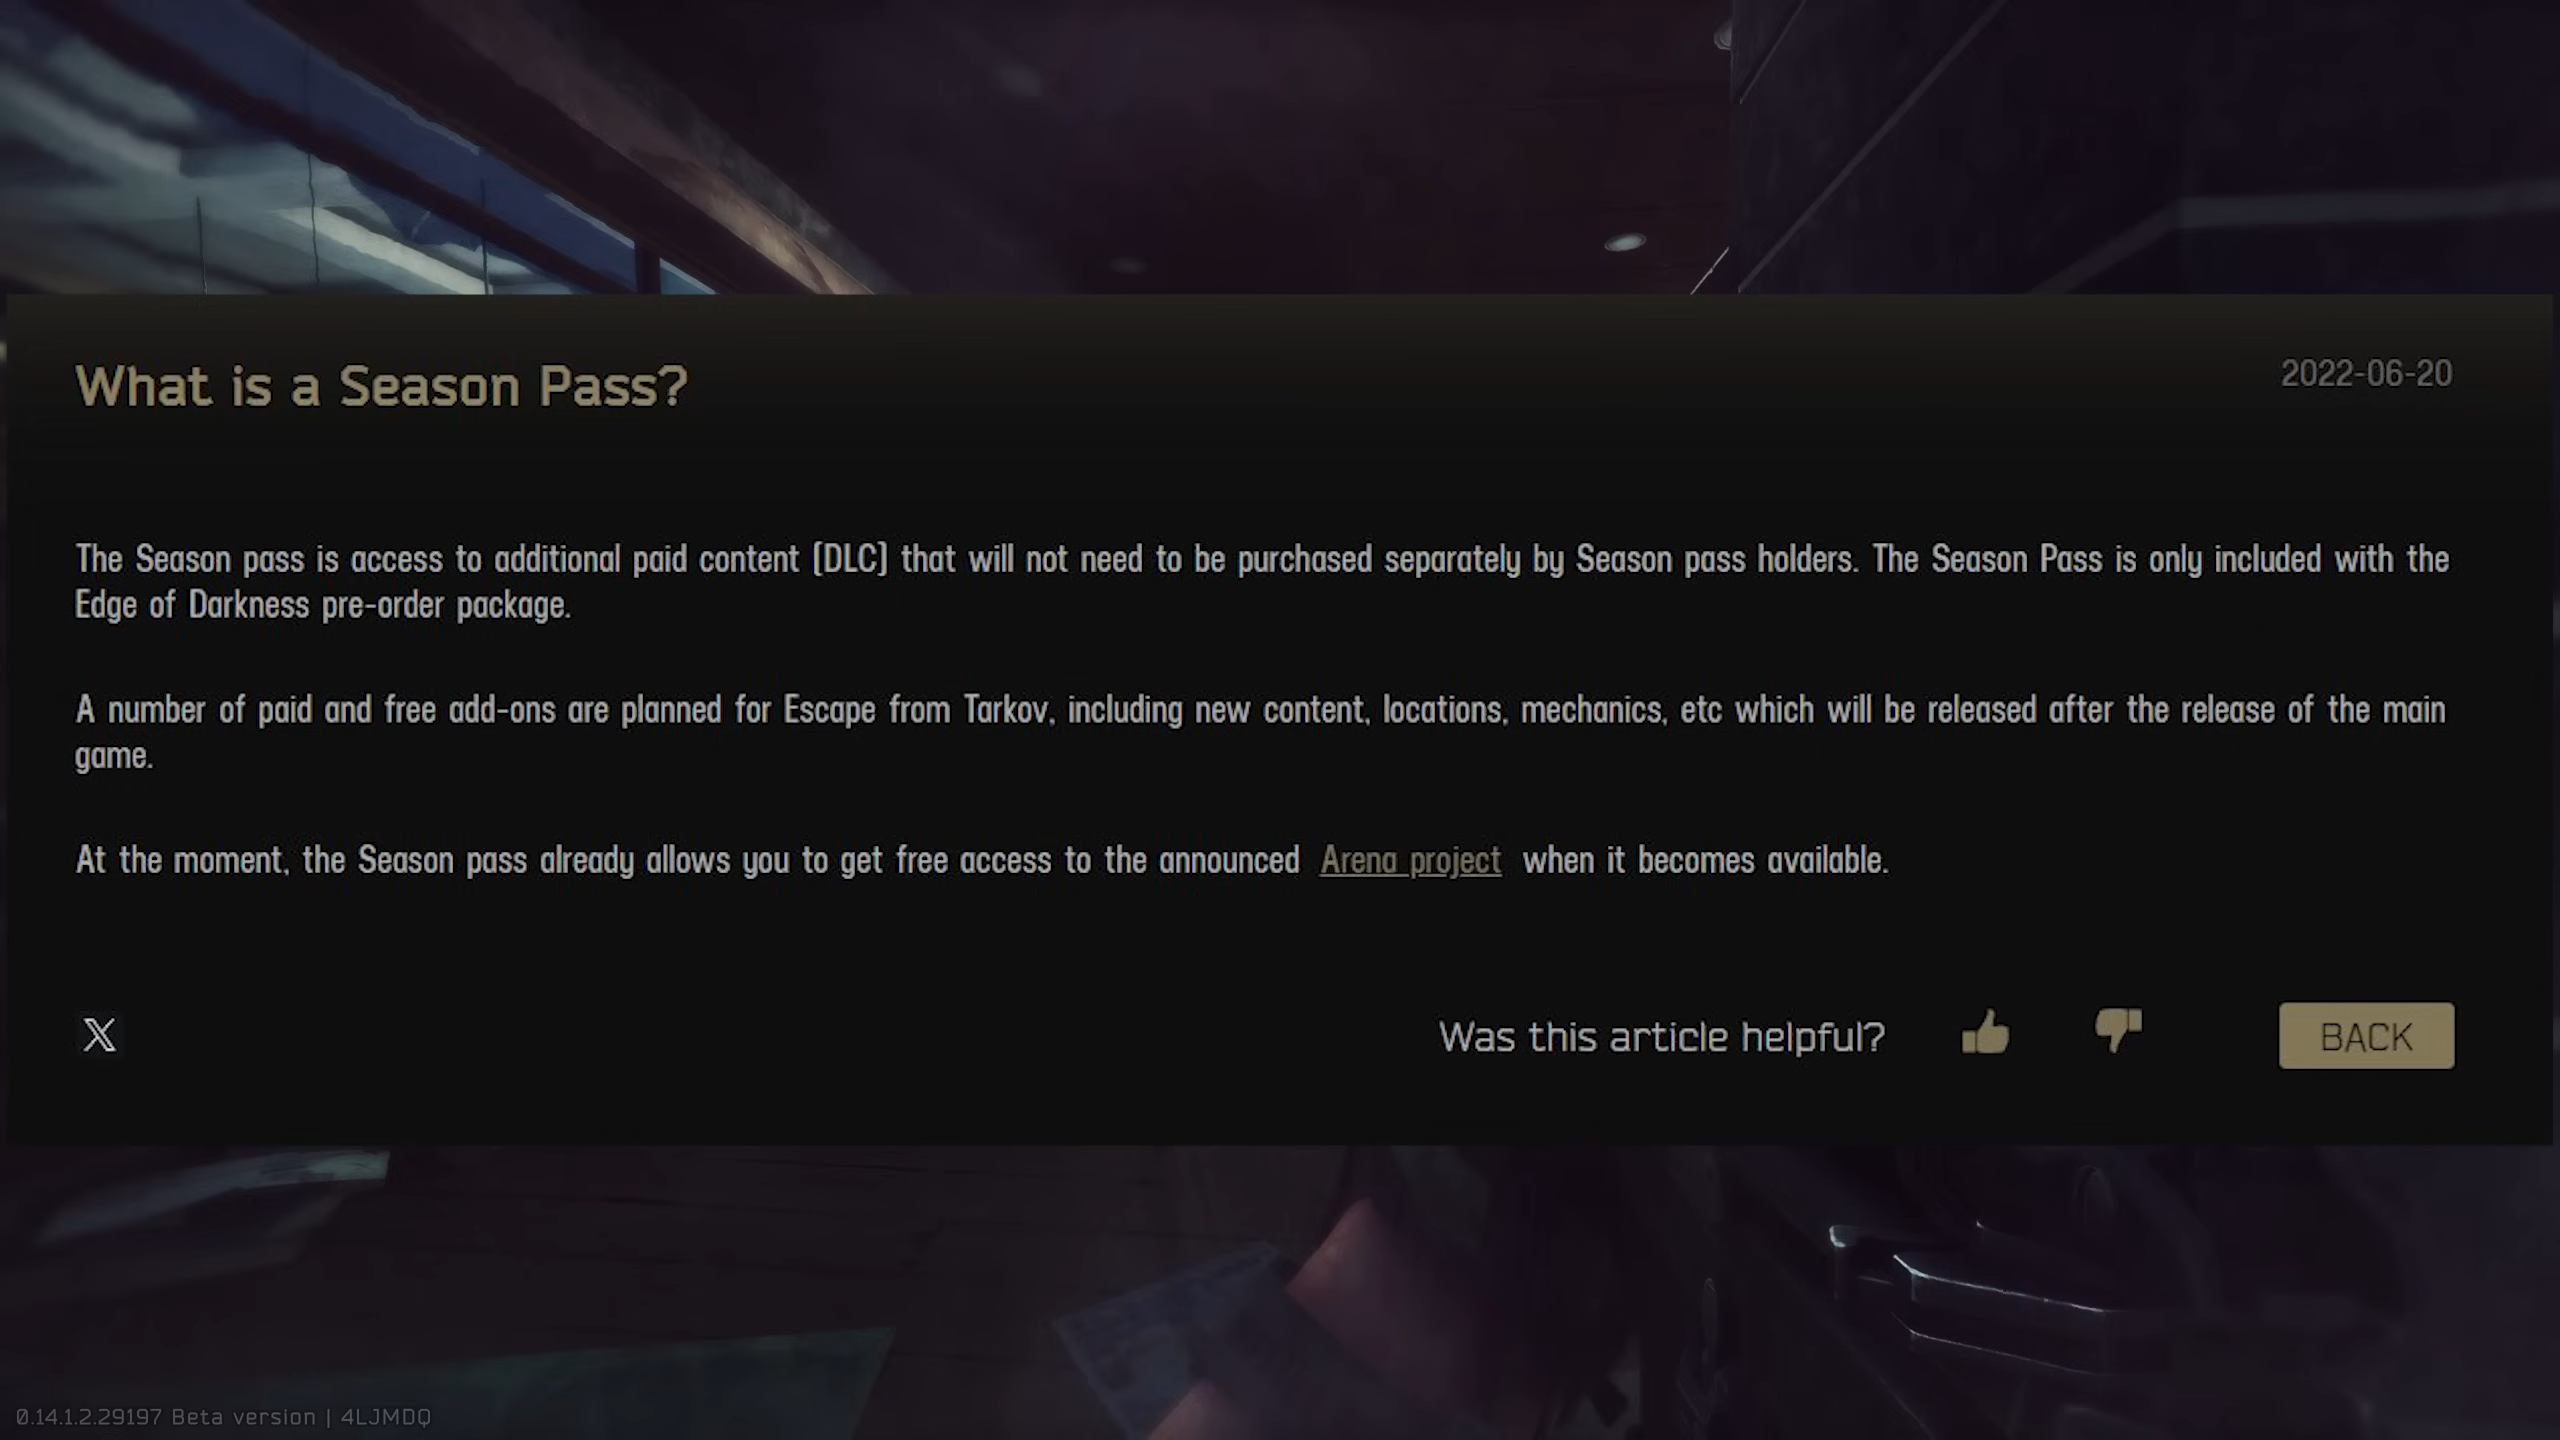 What is a Season Pass?
2022-06-20
The Season pass is access to additional paid content (DLC) that will not need to be purchased separately by Season pass holders. The Season Pass is only included with the
Edge of Darkness pre-order package.
A number of paid and free add-ons are planned for Escape from Tarkov, including new content, locations, mechanics, etc which will be released after the release of the main
game.
At the moment, the Season pass already allows you to get free access to the announced Arena project when it becomes available.
Was this article helpful?
BACK
0.14.1.2.29197 Beta version | 4LJMDQ